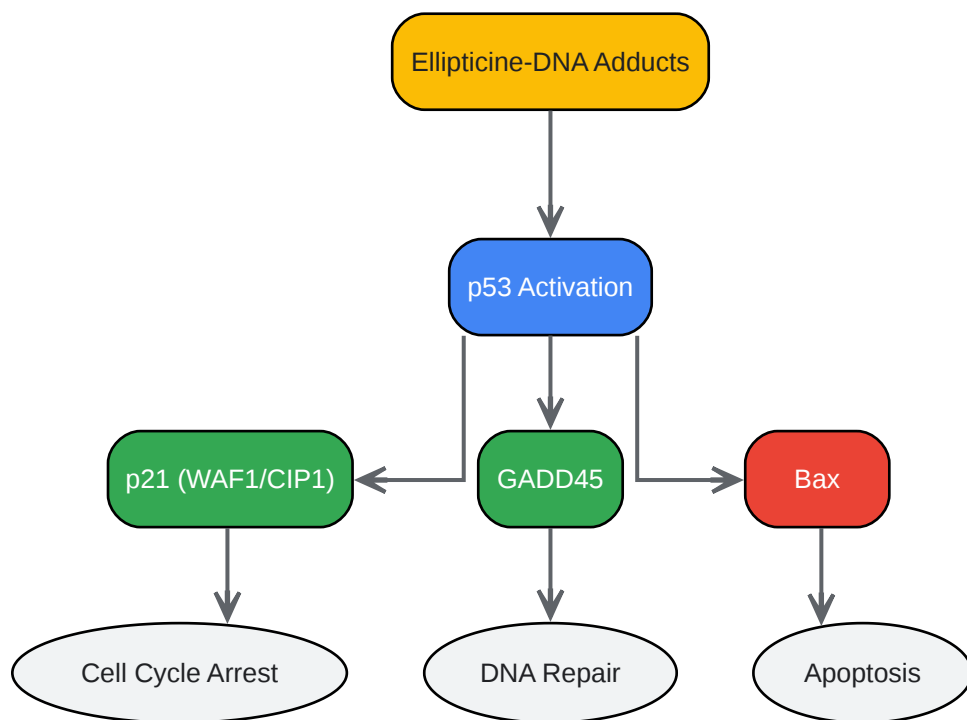 Ellipticine-DNA Adducts
p53 Activation
p21 (WAF1/CIP1)
GADD45
Bax
Cell Cycle Arrest
DNA Repair
Apoptosis